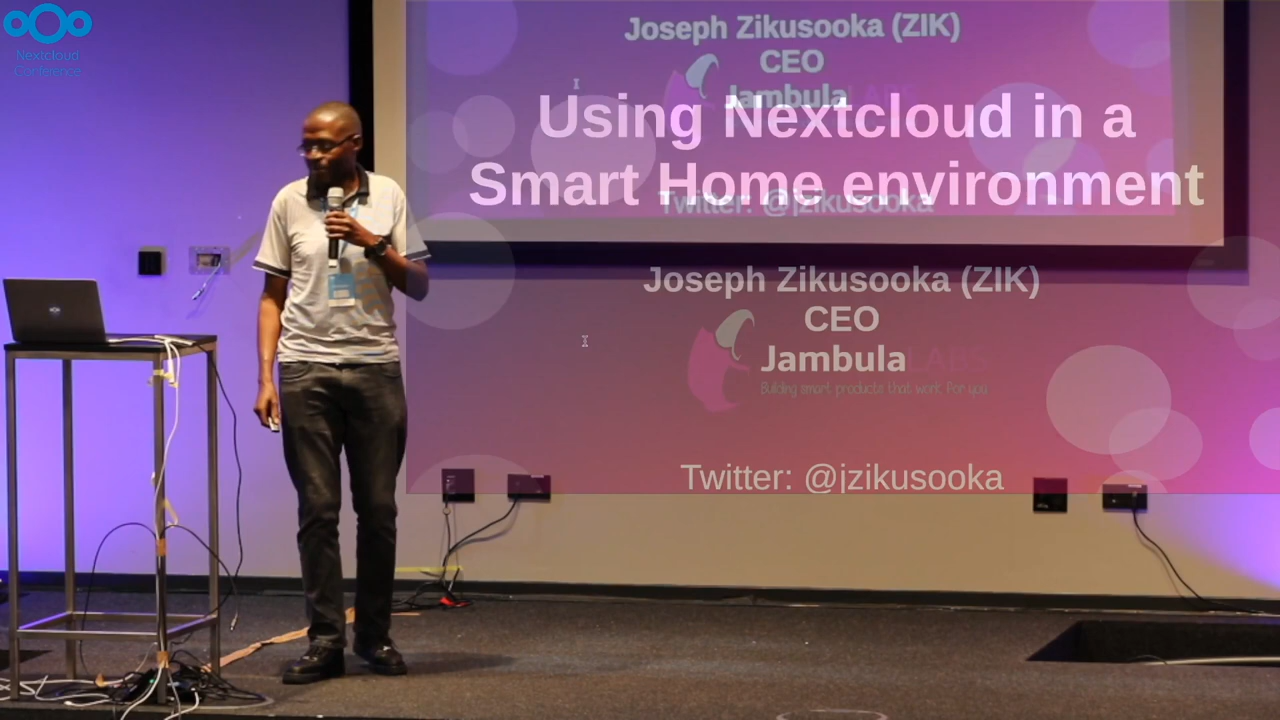 Nextcloud
Conference
Joseph Zikusooka (ZIK)
CEO
Jambula
Using Nextcloud in a
Smart Home environment
Twitter: @jzikusooka
Joseph Zikusooka (ZIK)
CEO
Jambula LABS
Building smart products that work, for you
Twitter: @jzikusooka